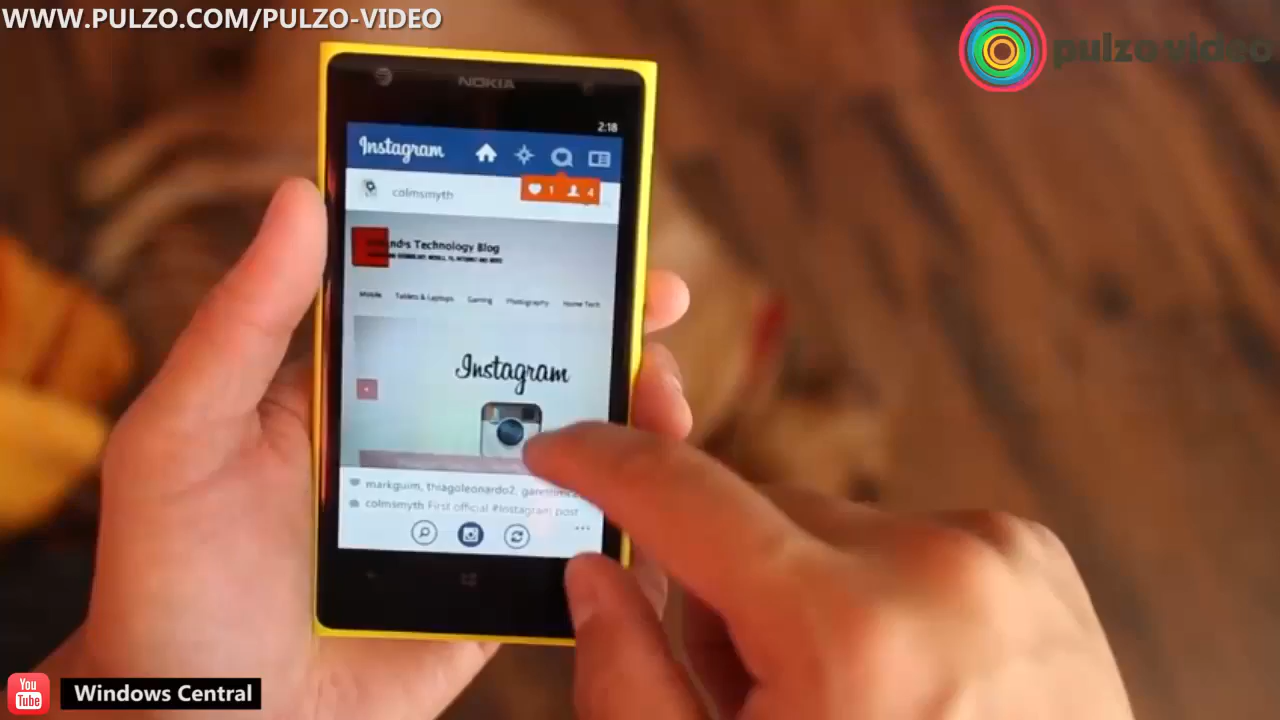 WWW.PULZO.COM/PULZO-VIDEO
pulzo video
NOKIA
2:18
Instagram
colmsmyth
1 4
Technology Blog
Mobile Tablets & Laptops Gaming Photography Home Tech
Instagram
markguim, thiagoleonardo2,
colmsmyth First official #Instagram post
You
Tube
Windows Central